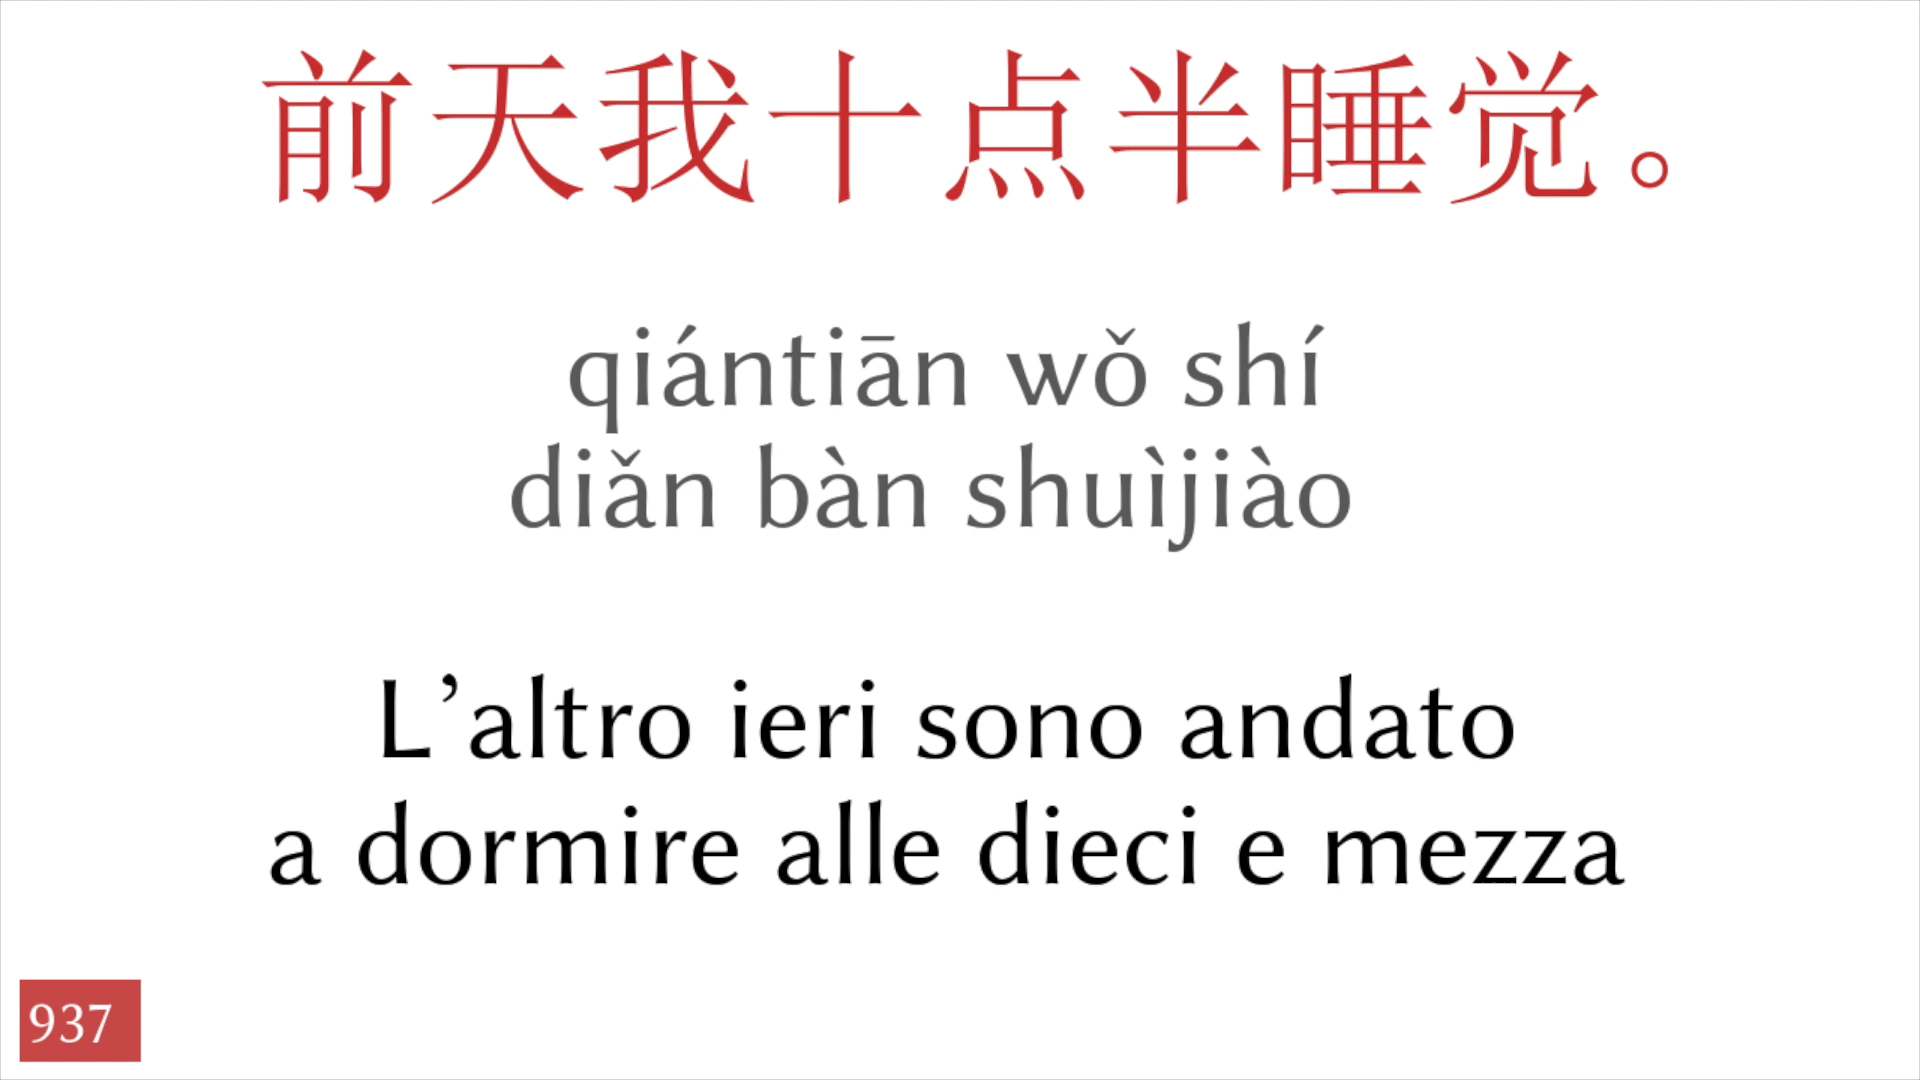 前天我十点半睡觉。
qiántiān wǒ shí
diǎn bàn shuìjiào
L’altro ieri sono andato
a dormire alle dieci e mezza
937